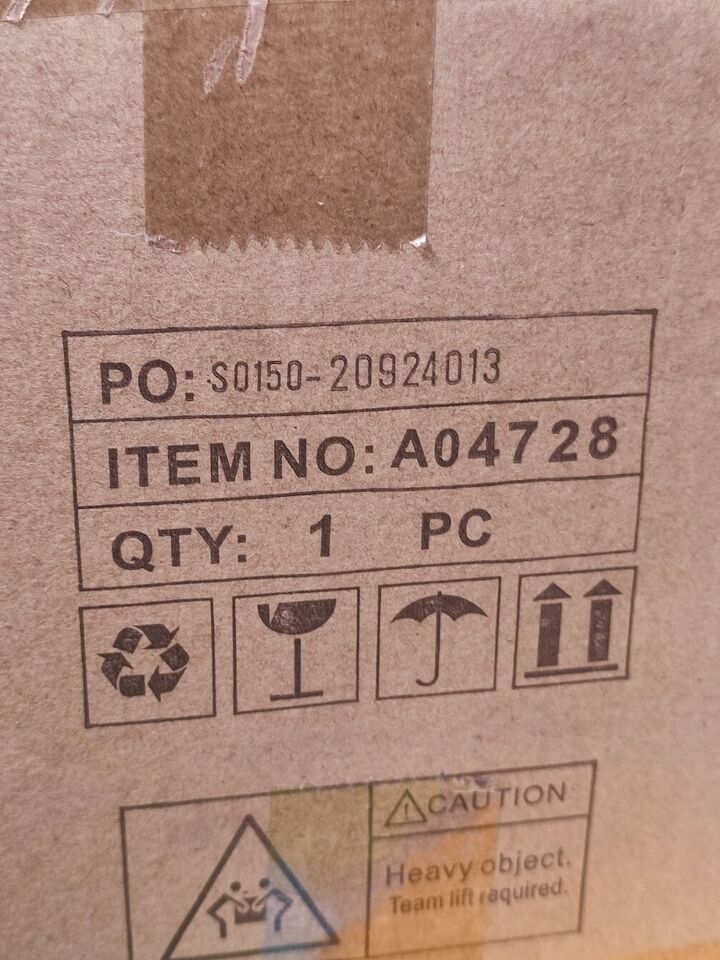 PO: S0150-20924013
ITEM NO: A04728
QTY: 1 PC
CAUTION
Heavy object.
Team lift required.